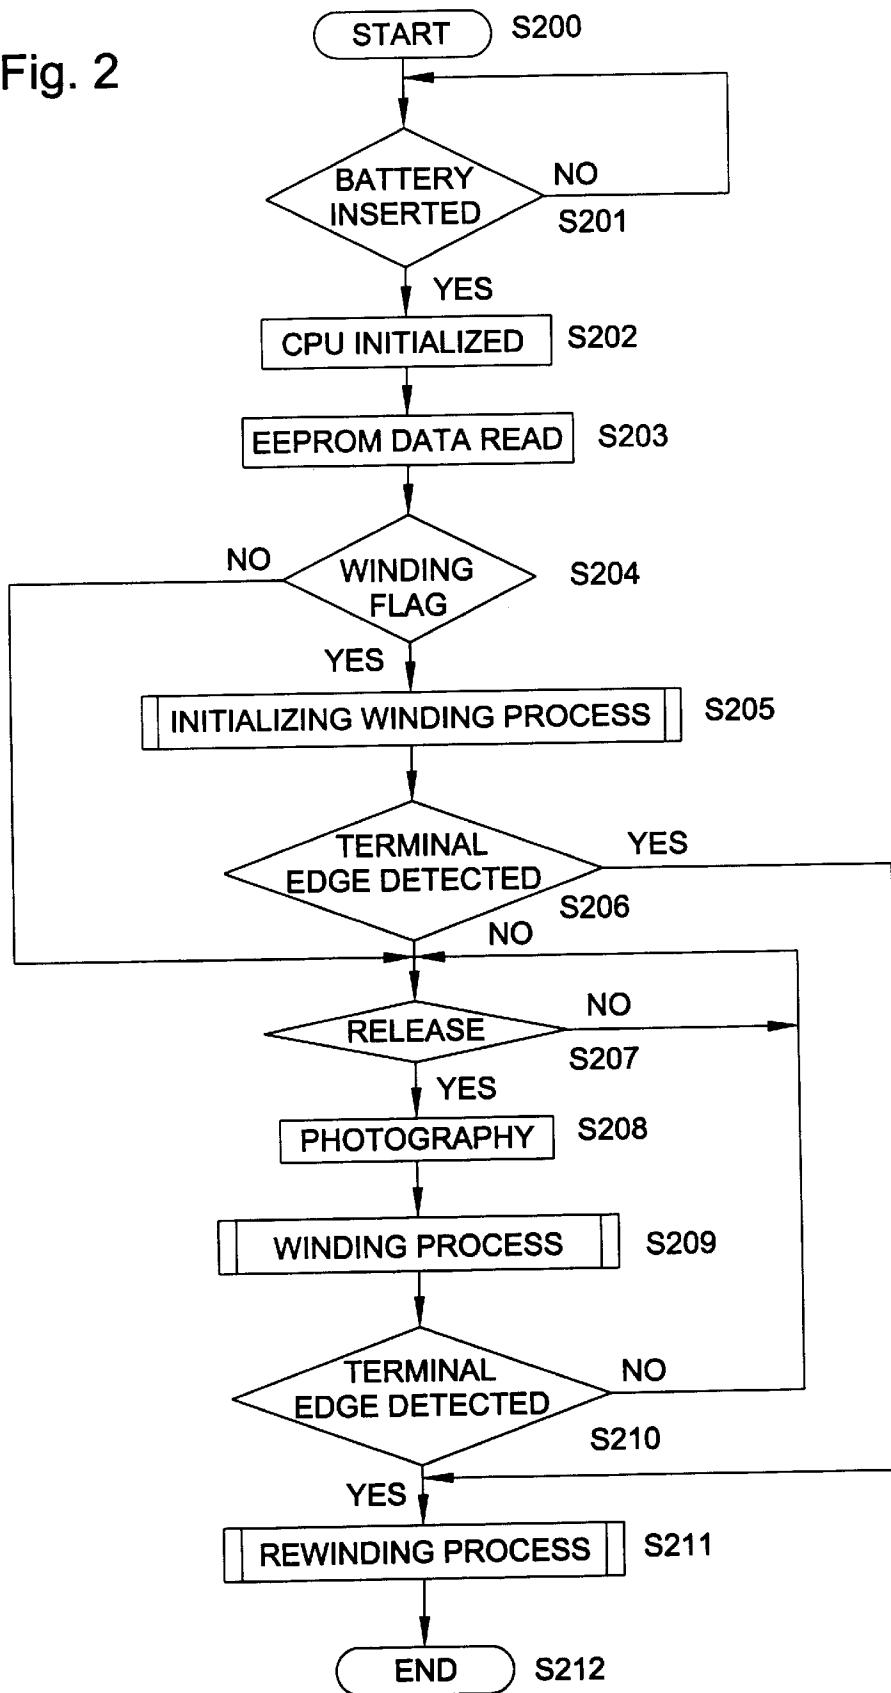 START S200
Fig. 2
BATTERY
INSERTED
NO
S201
YES
CPU INITIALIZED S202
EEPROM DATA READ S203
NO
WINDING
FLAG
S204
YES
INITIALIZING WINDING PROCESS S205
TERMINAL
EDGE DETECTED
YES
S206
NO
RELEASE
NO
S207
YES
PHOTOGRAPHY S208
WINDING PROCESS S209
TERMINAL
EDGE DETECTED
NO
S210
YES
REWINDING PROCESS S211
END S212